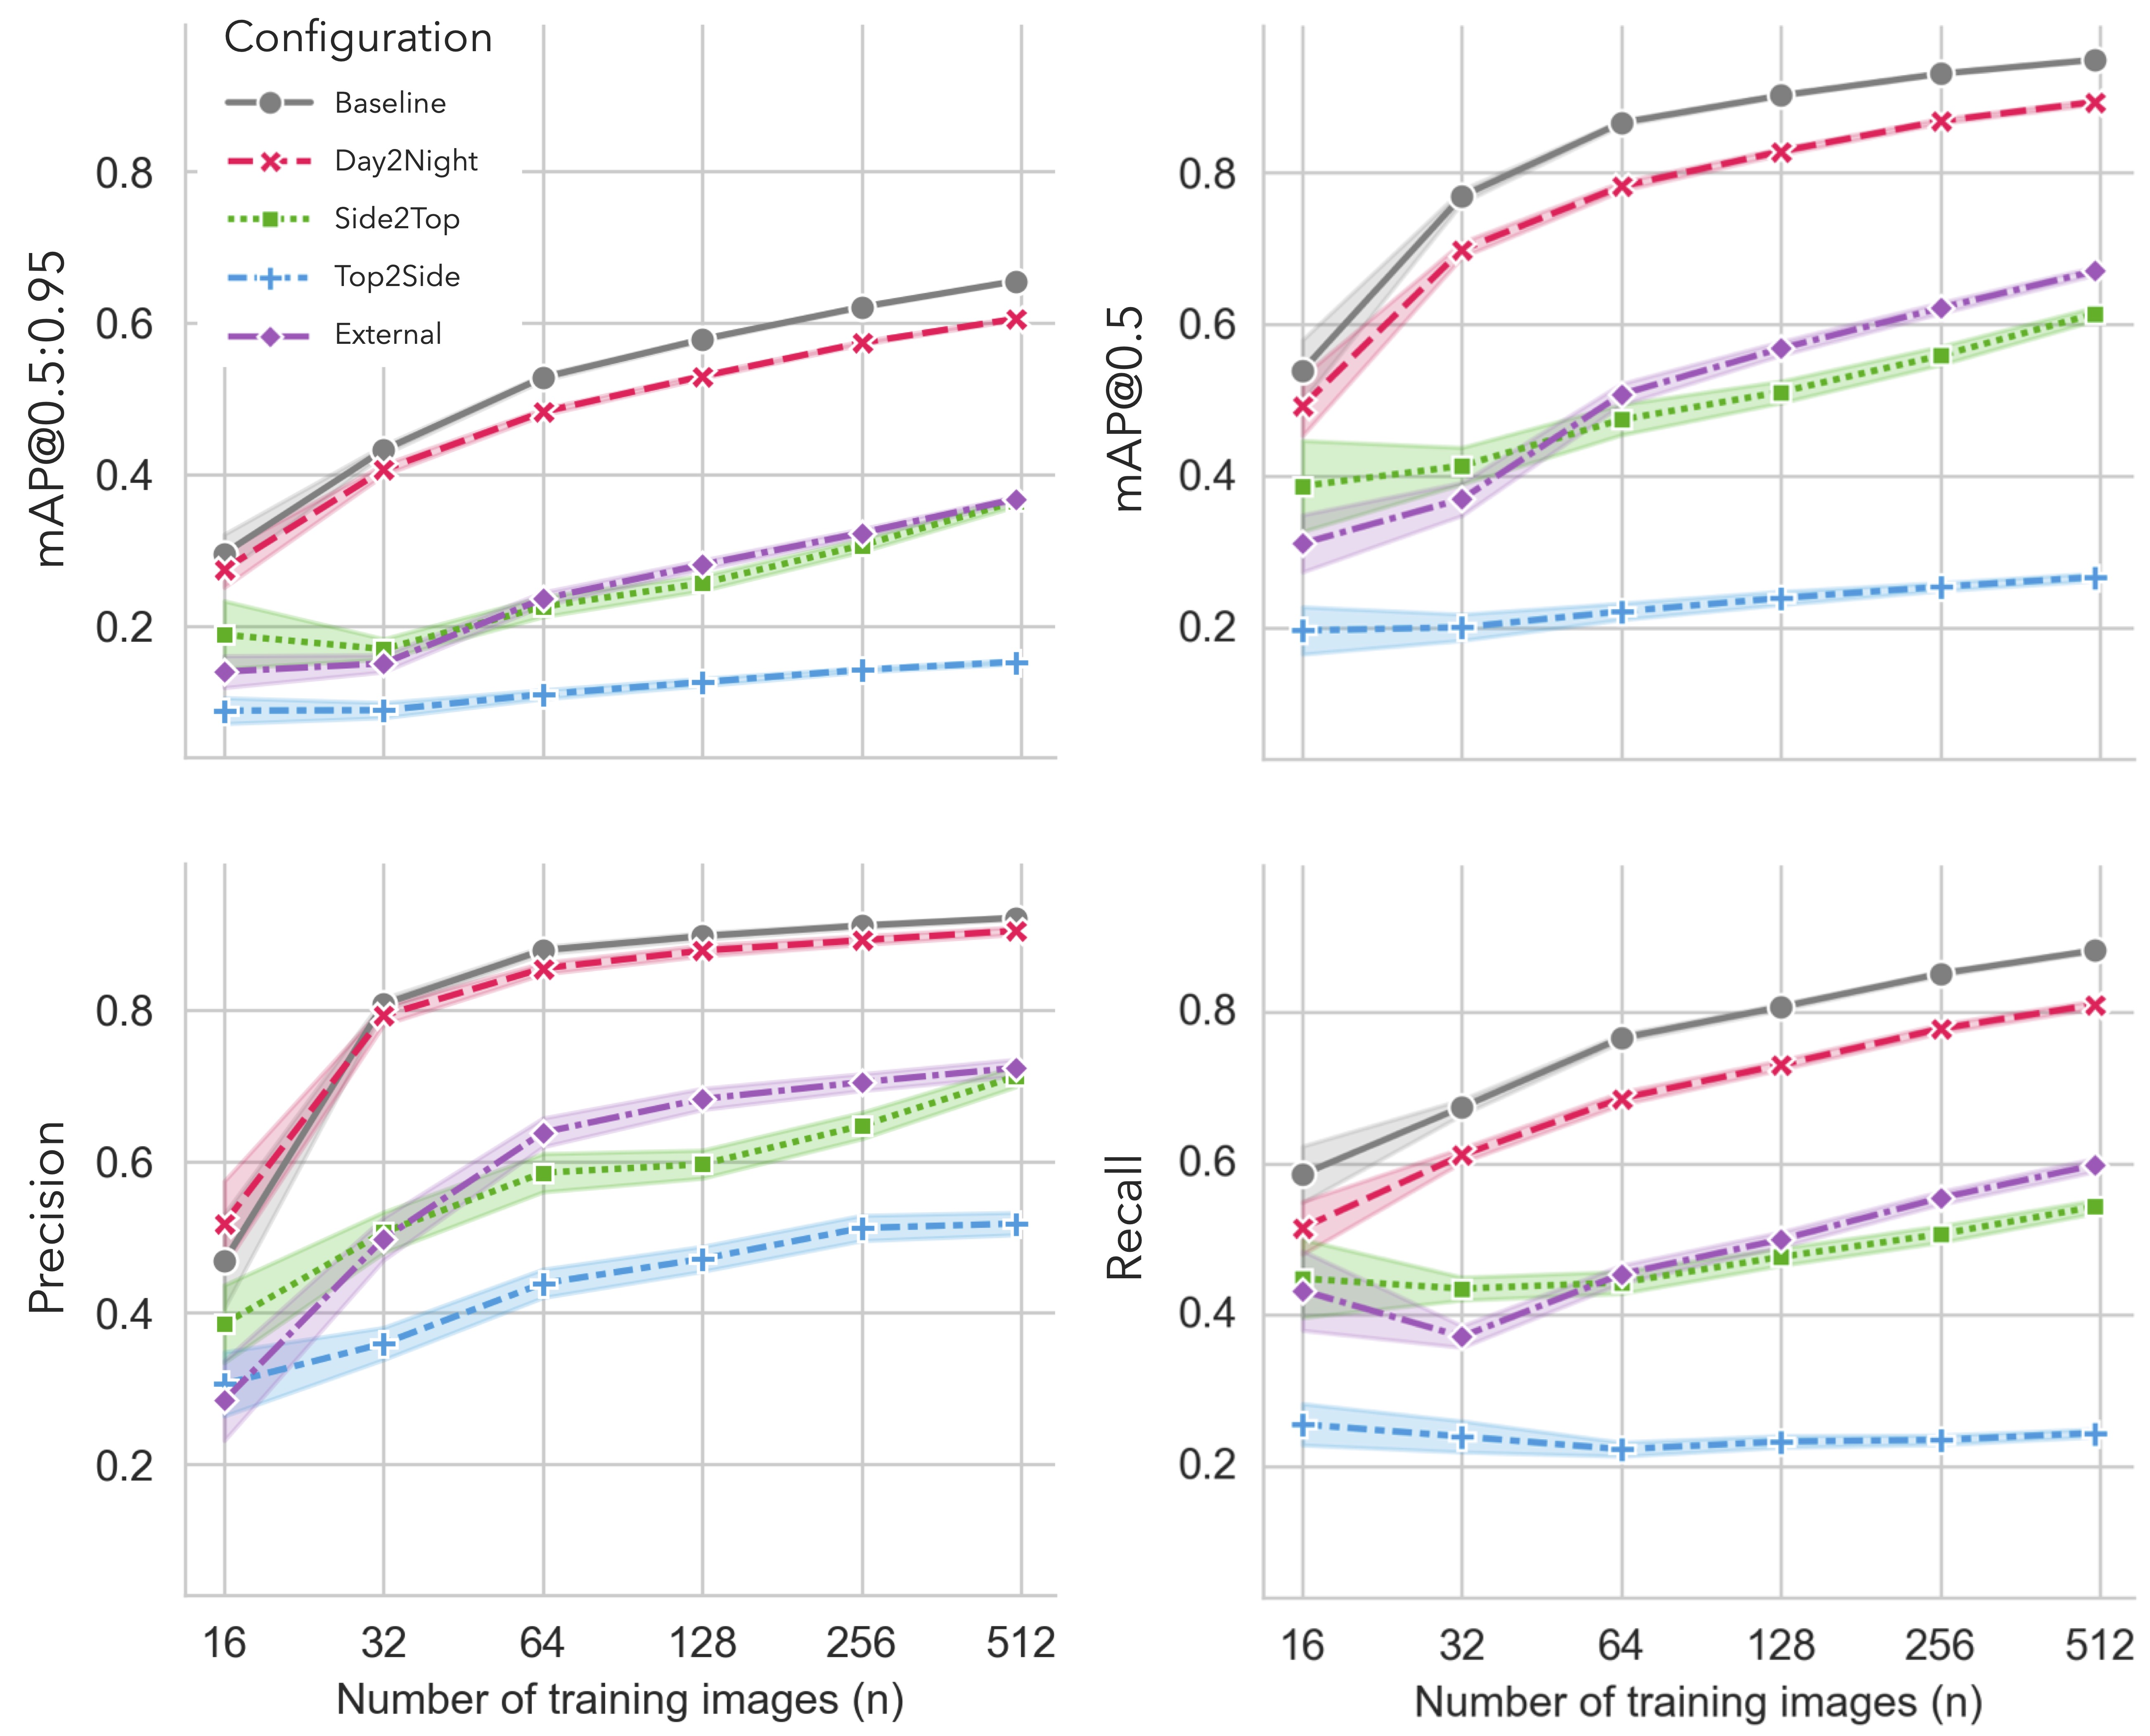 Configuration
Baseline
Day2Night
Side2Top
Top2Side
External
mAP@0.5:0.95
0.8
0.6
0.4
0.2
mAP@0.5
0.8
0.6
0.4
0.2
Precision
0.8
0.6
0.4
0.2
16 32 64 128 256 512
Number of training images (n)
Recall
0.8
0.6
0.4
0.2
16 32 64 128 256 512
Number of training images (n)